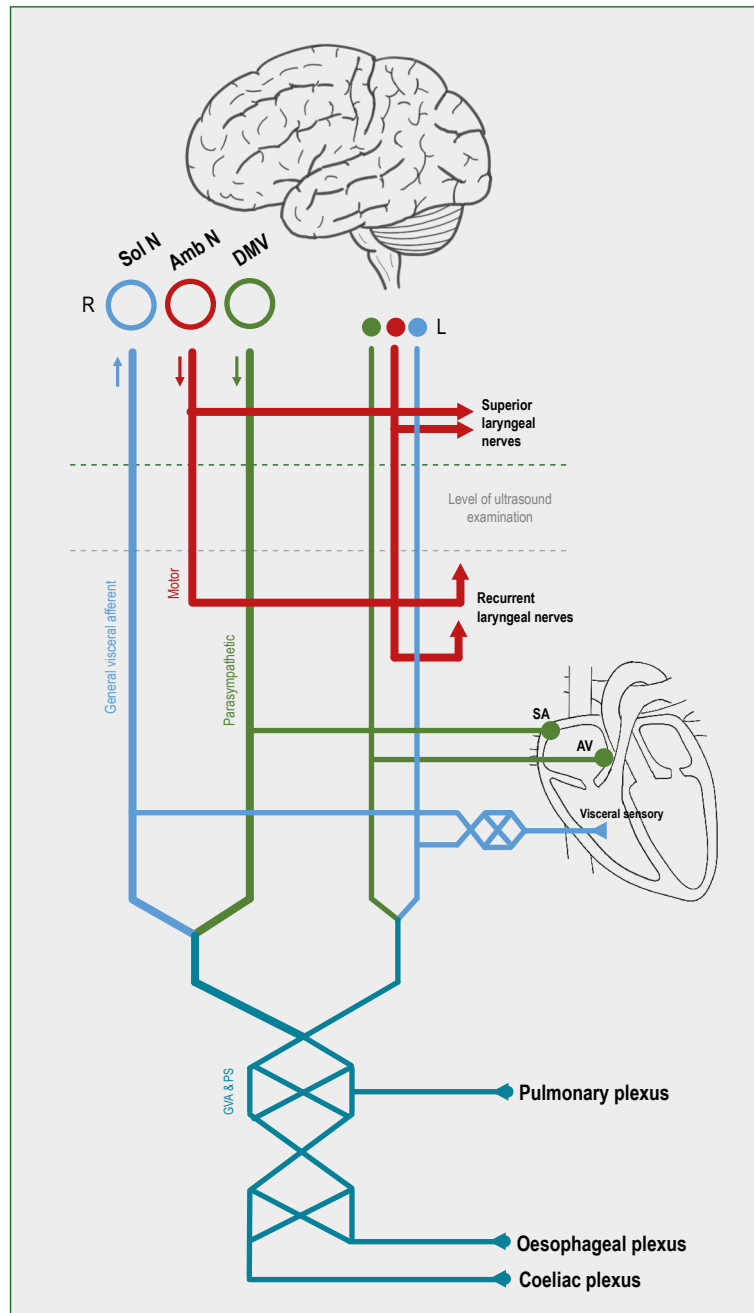 Sol N
Amb N
DMV
R
L
Superior
laryngeal
nerves
Level of ultrasound
examination
General visceral afferent
Motor
Parasympathetic
Recurrent
laryngeal nerves
SA
AV
Visceral sensory
GVA & PS
Pulmonary plexus
Oesophageal plexus
Coeliac plexus